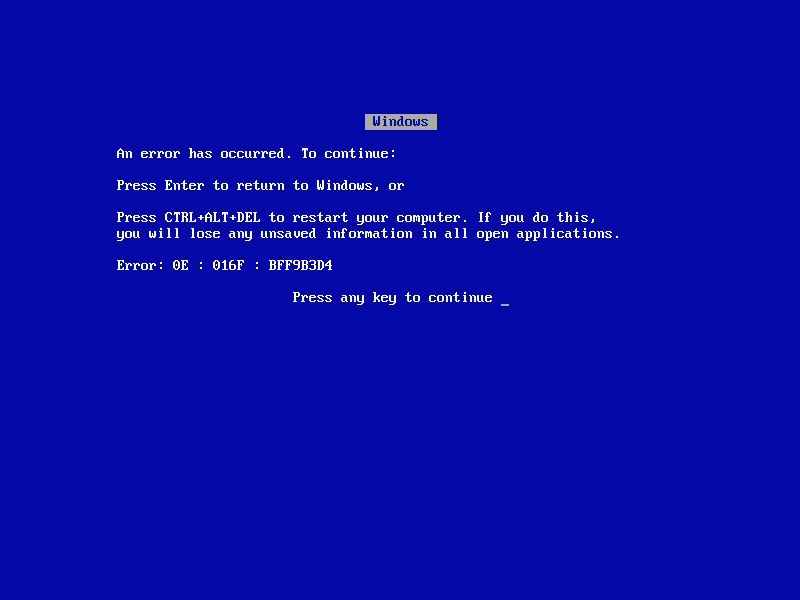 Windows
An error has occurred. To continue:
Press Enter to return to Windows, or
Press CTRL+ALT+DEL to restart your computer. If you do this,
you will lose any unsaved information in all open applications.
Error: 0E : 016F : BFF9B3D4
Press any key to continue _